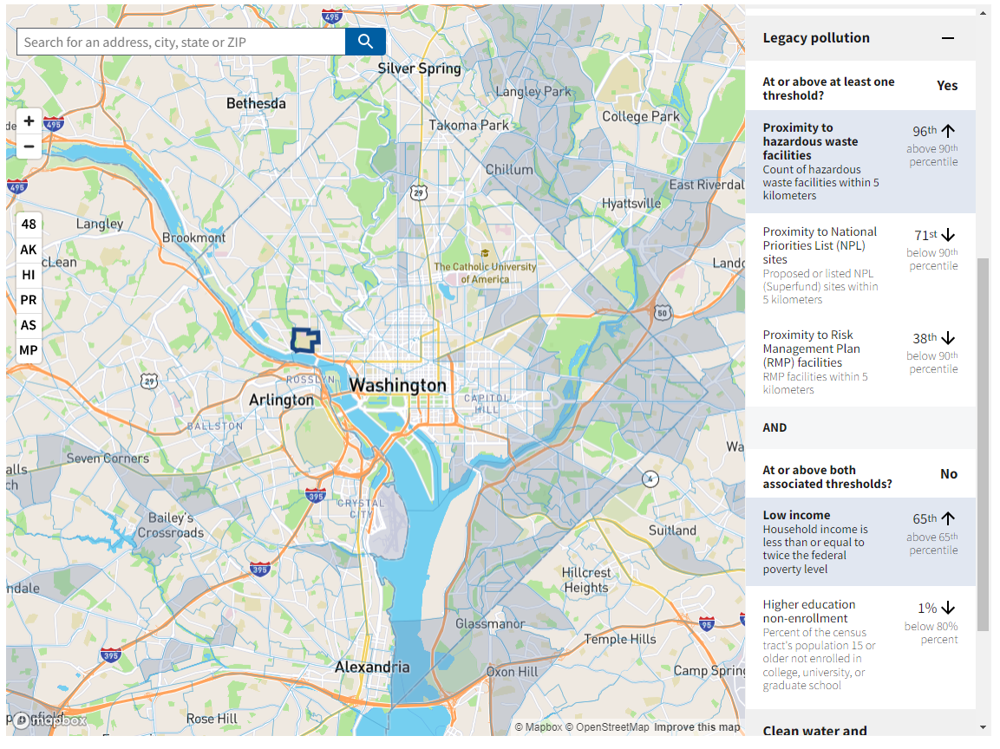 Search for an address, city, state or ZIP
+
−
48
AK
HI
PR
AS
MP
495
Silver Spring
Langley Park
Bethesda
College Park
Takoma Park
495
Chillum
495
29
East Riverdal
Hyattsville
Langley
Brookmont
cLean
The Catholic University
of America
Lando
50
29
ROSSLYN
Washington
Arlington
CAPITOL
HILL
BALLSTON
Seven Corners
Wa
alls
ch
4
395
CRYSTAL
CITY
Bailey's
Crossroads
Suitland
395
Hillcrest
Heights
ndale
Glassmanor
95
Temple Hills
395
Alexandria
Oxon Hill
Camp Spring
Rose Hill
mapbox
© Mapbox © OpenStreetMap Improve this map
Legacy pollution
At or above at least one
threshold?
Yes
Proximity to
hazardous waste
facilities
Count of hazardous
waste facilities within 5
kilometers
96th
above 90th
percentile
Proximity to National
Priorities List (NPL)
sites
Proposed or listed NPL
(Superfund) sites within
5 kilometers
71st
below 90th
percentile
Proximity to Risk
Management Plan
(RMP) facilities
RMP facilities within 5
kilometers
38th
below 90th
percentile
AND
At or above both
associated thresholds?
No
Low income
Household income is
less than or equal to
twice the federal
poverty level
65th
above 65th
percentile
Higher education
non-enrollment
Percent of the census
tract's population 15 or
older not enrolled in
college, university, or
graduate school
1%
below 80%
percent
Clean water and